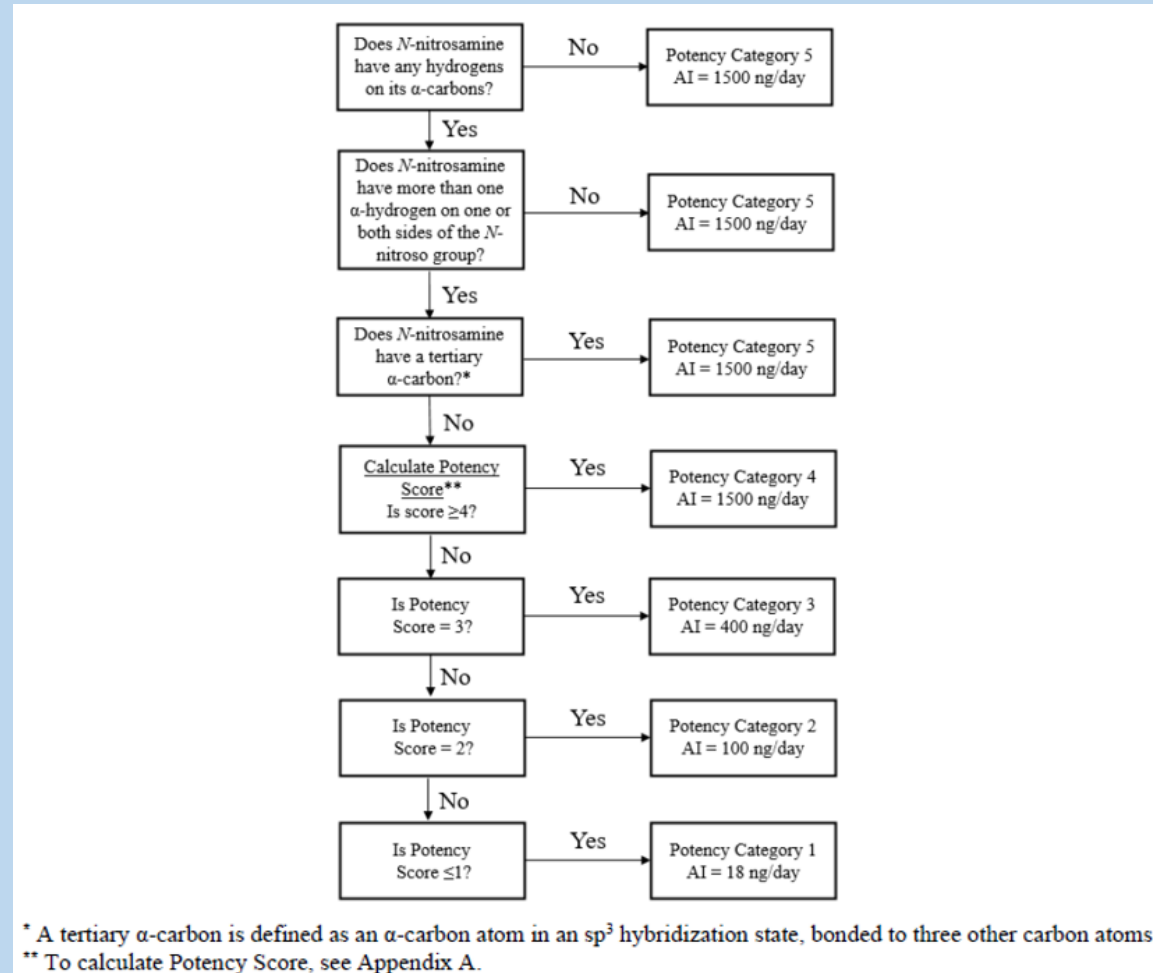 Does N-nitrosamine
have any hydrogens
on its α-carbons?
No
Potency Category 5
AI = 1500 ng/day
Yes
Does N-nitrosamine
have more than one
α-hydrogen on one or
both sides of the N-
nitroso group?
No
Potency Category 5
AI = 1500 ng/day
Yes
Does N-nitrosamine
have a tertiary
α-carbon?*
Yes
Potency Category 5
AI = 1500 ng/day
No
Calculate Potency
Score**
Is score ≥4?
Yes
Potency Category 4
AI = 1500 ng/day
No
Is Potency
Score = 3?
Yes
Potency Category 3
AI = 400 ng/day
No
Is Potency
Score = 2?
Yes
Potency Category 2
AI = 100 ng/day
No
Is Potency
Score ≤1?
Yes
Potency Category 1
AI = 18 ng/day
* A tertiary α-carbon is defined as an α-carbon atom in an sp³ hybridization state, bonded to three other carbon atoms
** To calculate Potency Score, see Appendix A.